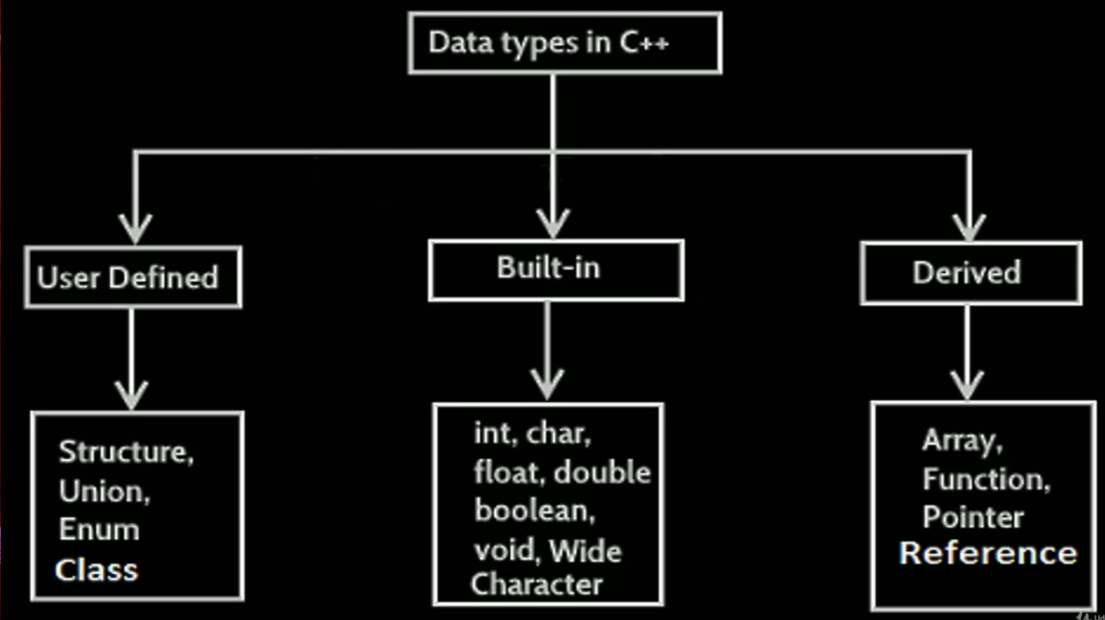 Data types in C++
User Defined
Built-in
Derived
Structure,
Union,
Enum
Class
int, char,
float, double
boolean,
void, Wide
Character
Array,
Function,
Pointer
Reference